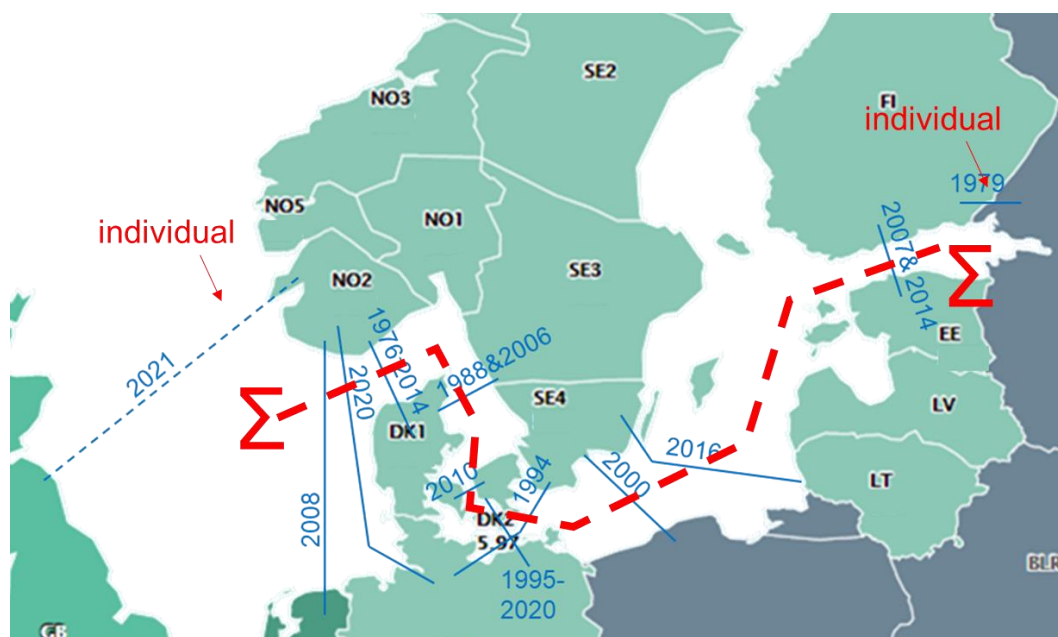 SE2
FI
NO3
individual
1979
NO5
NO1
individual
2007& 2014
Σ
NO2
SE3
EE
1976-2014
1988&2006
2021
2020
Σ
SE4
LV
DK1
2016
2010
1994
2000
LT
DK2
5.97
2008
BLR
1995-
2020
GB